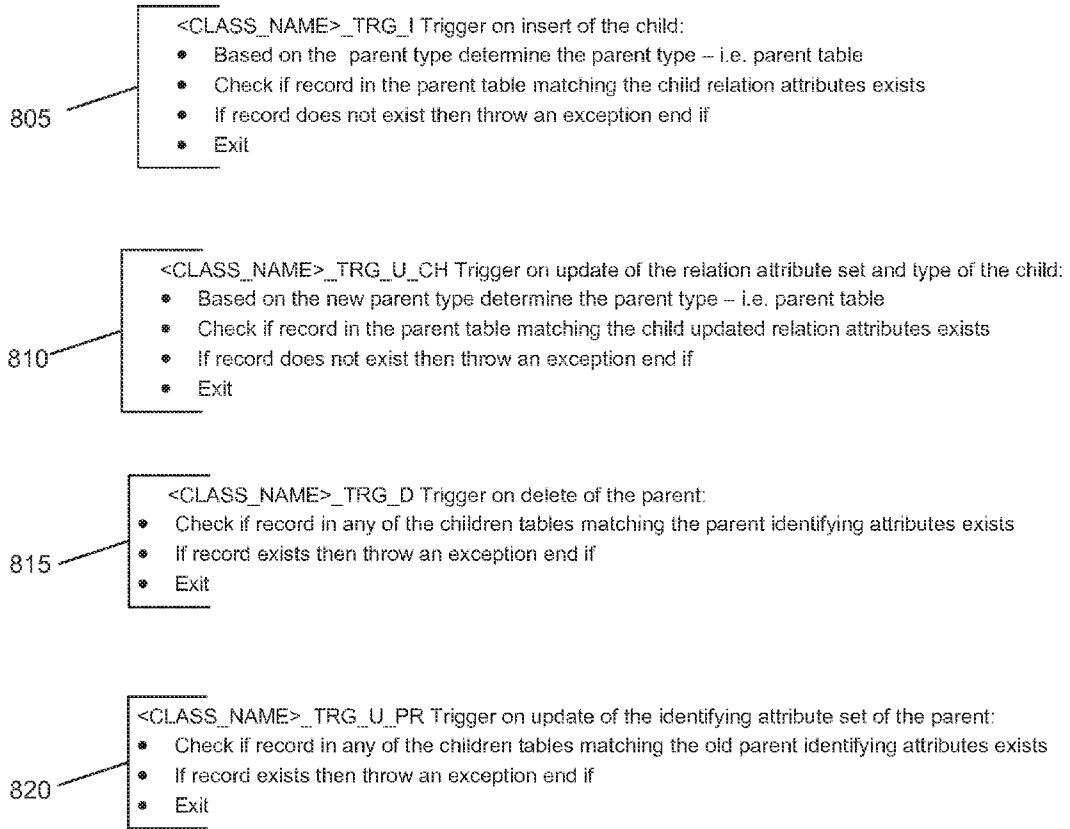 <CLASS_NAME>_TRG_I Trigger on insert of the child:
• Based on the parent type determine the parent type – i.e. parent table
• Check if record in the parent table matching the child relation attributes exists
• If record does not exist then throw an exception end if
• Exit
805
<CLASS_NAME>_TRG_U_CH Trigger on update of the relation attribute set and type of the child:
• Based on the new parent type determine the parent type – i.e. parent table
• Check if record in the parent table matching the child updated relation attributes exists
• If record does not exist then throw an exception end if
• Exit
810
<CLASS_NAME>_TRG_D Trigger on delete of the parent:
• Check if record in any of the children tables matching the parent identifying attributes exists
• If record exists then throw an exception end if
• Exit
815
<CLASS_NAME>_TRG_U_PR Trigger on update of the identifying attribute set of the parent:
• Check if record in any of the children tables matching the old parent identifying attributes exists
• If record exists then throw an exception end if
• Exit
820